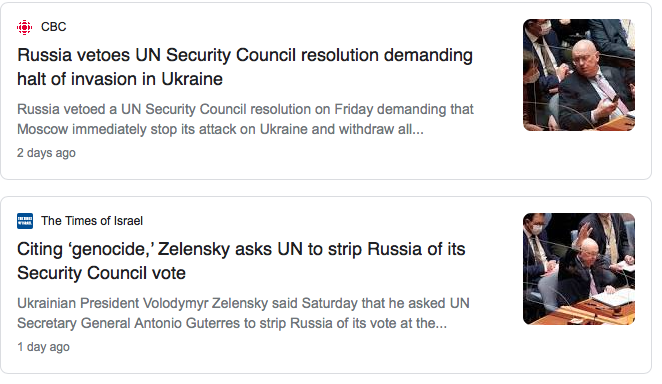 CBC
Russia vetoes UN Security Council resolution demanding
halt of invasion in Ukraine
Russia vetoed a UN Security Council resolution on Friday demanding that
Moscow immediately stop its attack on Ukraine and withdraw all...
2 days ago
The Times of Israel
Citing ‘genocide,’ Zelensky asks UN to strip Russia of its
Security Council vote
Ukrainian President Volodymyr Zelensky said Saturday that he asked UN
Secretary General Antonio Guterres to strip Russia of its vote at the...
1 day ago